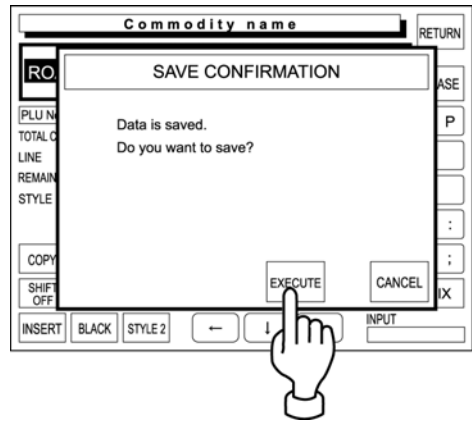 Commodity name
RETURN
SAVE CONFIRMATION
RO
ASE
Data is saved.
Do you want to save?
PLU N
P
TOTAL C
LINE
REMAIN
STYLE
:
COPY
;
SHIFT
OFF
EXECUTE
CANCEL
IX
INSERT
BLACK
STYLE 2
←
↓
INPUT